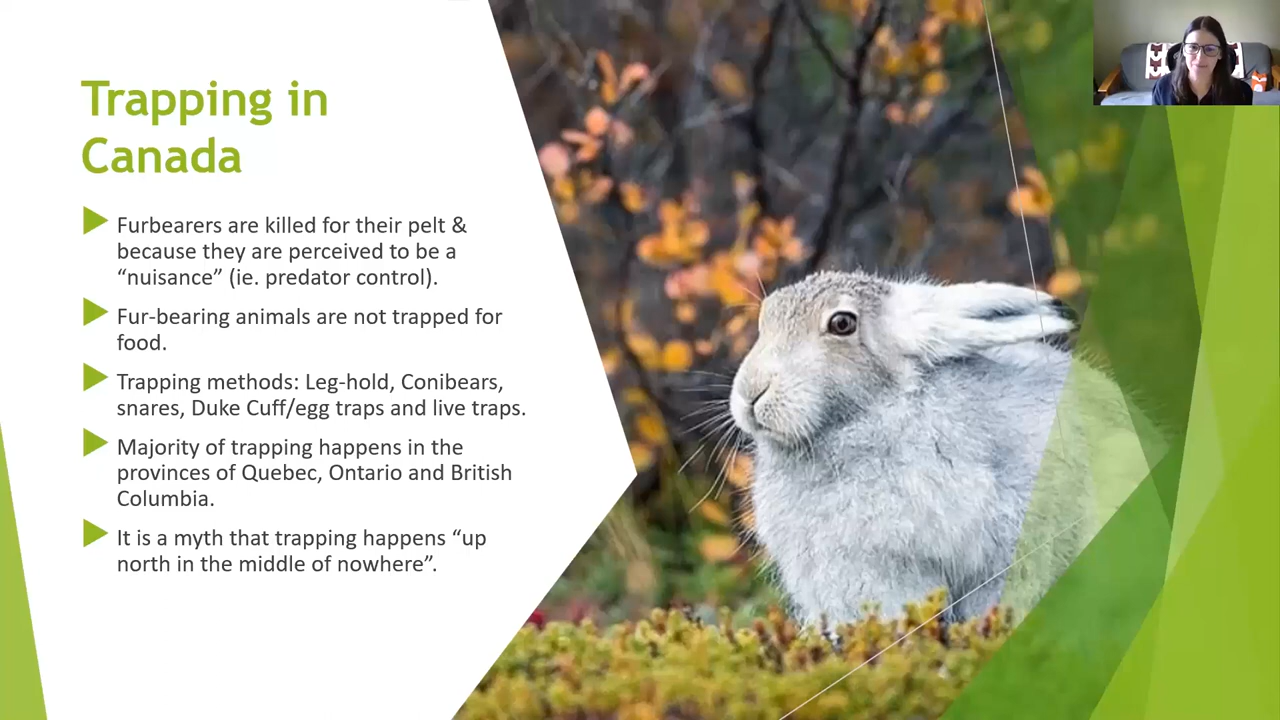 Trapping in
Canada
Furbearers are killed for their pelt &
because they are perceived to be a
“nuisance” (ie. predator control).
Fur-bearing animals are not trapped for
food.
Trapping methods: Leg-hold, Conibears,
snares, Duke Cuff/egg traps and live traps.
Majority of trapping happens in the
provinces of Quebec, Ontario and British
Columbia.
It is a myth that trapping happens “up
north in the middle of nowhere”.